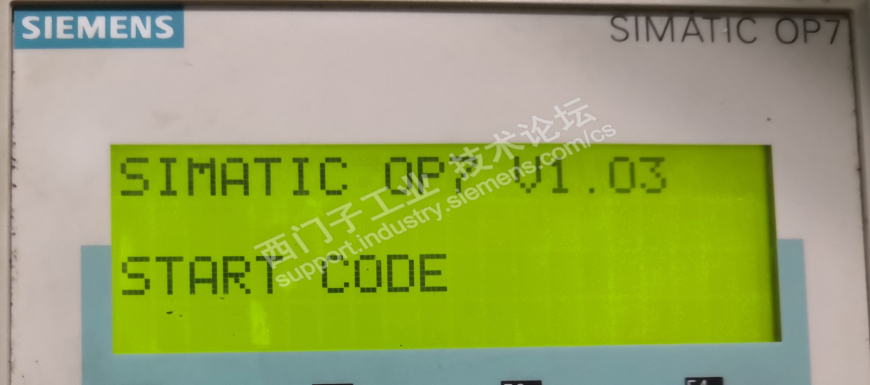 SIEMENS
SIMATIC OP7
SIMATIC OP7 V1.03
START CODE
西门子工业 技术论坛
support.industry.siemens.com/cs